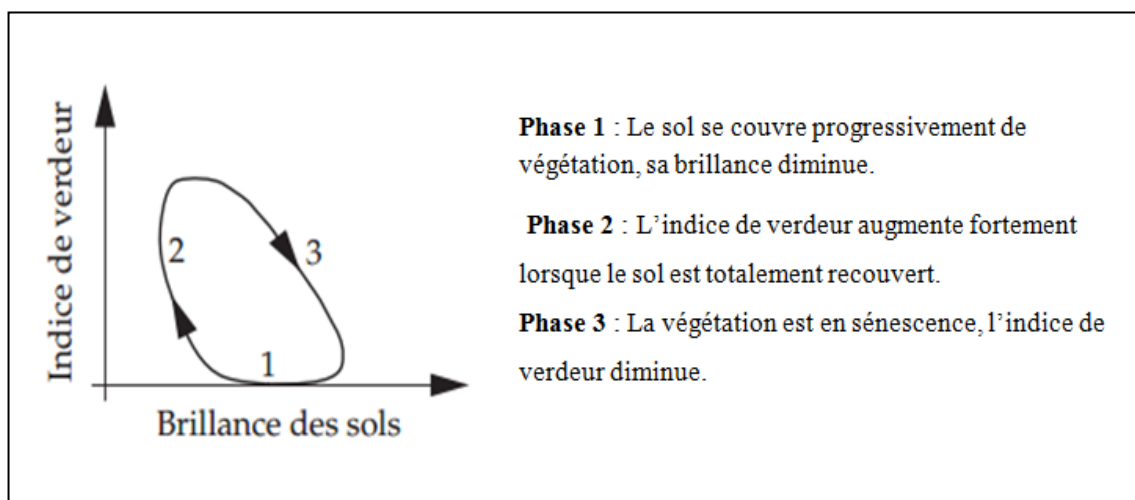 Indice de verdeur
2
3
1
Brillance des sols
Phase 1 : Le sol se couvre progressivement de
végétation, sa brillance diminue.
Phase 2 : L’indice de verdeur augmente fortement
lorsque le sol est totalement recouvert.
Phase 3 : La végétation est en sénescence, l’indice de
verdeur diminue.